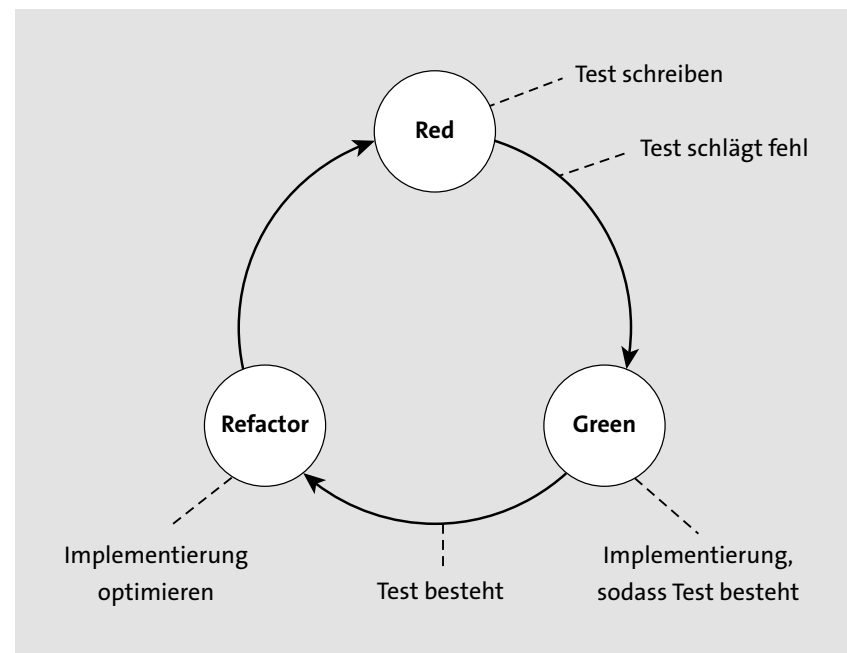 Test schreiben
Red
Test schlägt fehl
Refactor
Green
Implementierung
optimieren
Test besteht
Implementierung,
sodass Test besteht